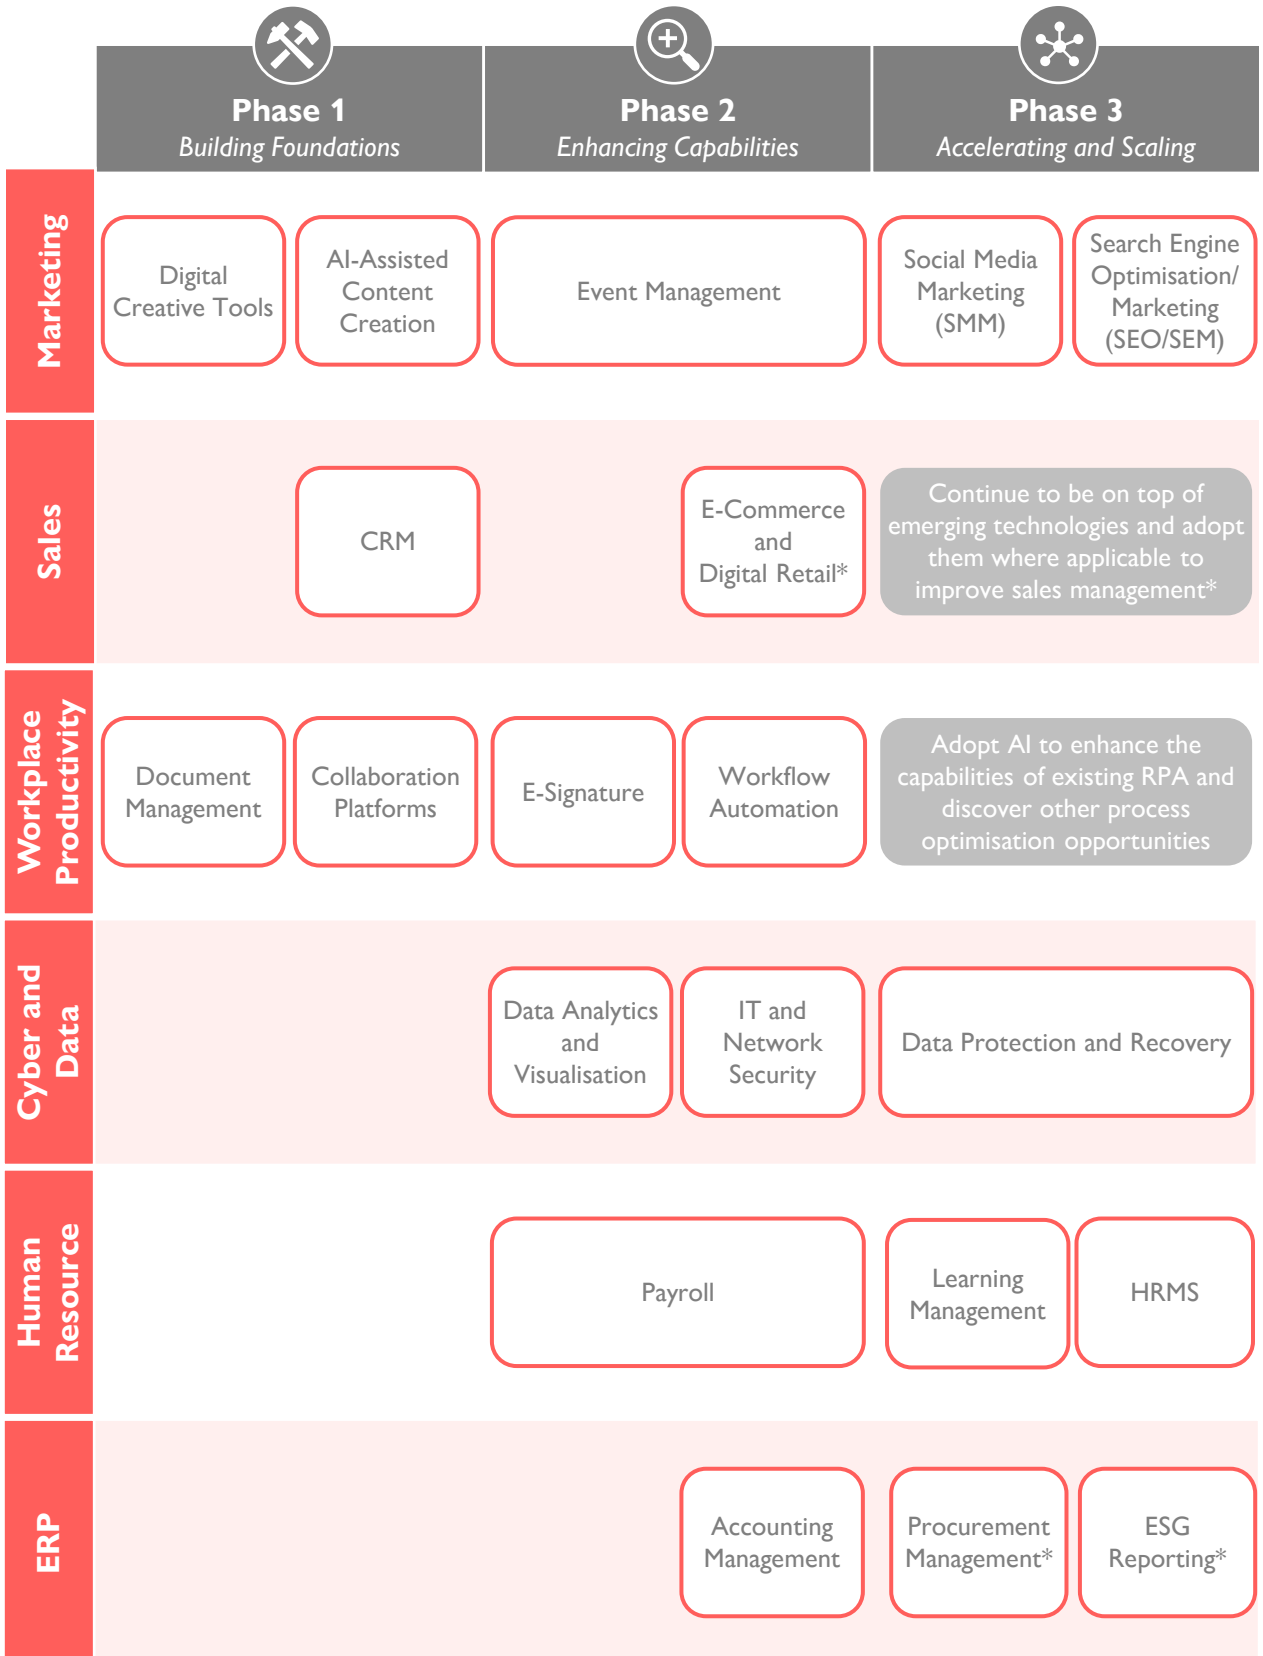 Phase 1
Building Foundations
Phase 2
Enhancing Capabilities
Phase 3
Accelerating and Scaling
Marketing
Digital
Creative Tools
AI-Assisted
Content
Creation
Event Management
Social Media
Marketing
(SMM)
Search Engine
Optimisation/
Marketing
(SEO/SEM)
Sales
CRM
E-Commerce
and
Digital Retail*
Continue to be on top of
emerging technologies and adopt
them where applicable to
improve sales management*
Workplace
Productivity
Document
Management
Collaboration
Platforms
E-Signature
Workflow
Automation
Adopt AI to enhance the
capabilities of existing RPA and
discover other process
optimisation opportunities
Cyber and
Data
Data Analytics
and
Visualisation
IT and
Network
Security
Data Protection and Recovery
Human
Resource
Payroll
Learning
Management
HRMS
ERP
Accounting
Management
Procurement
Management*
ESG
Reporting*